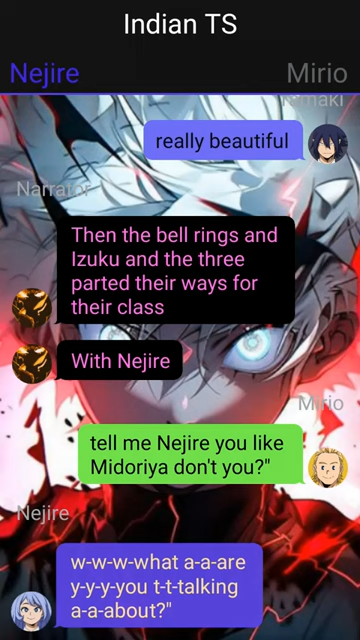 Indian TS
Nejire Mirio
Tamaki
really beautiful
Narrator
Then the bell rings and
Izuku and the three
parted their ways for
their class
With Nejire
Mirio
tell me Nejire you like
Midoriya don't you?"
Nejire
w-w-w-what a-a-are
y-y-y-you t-t-talking
a-a-about?"